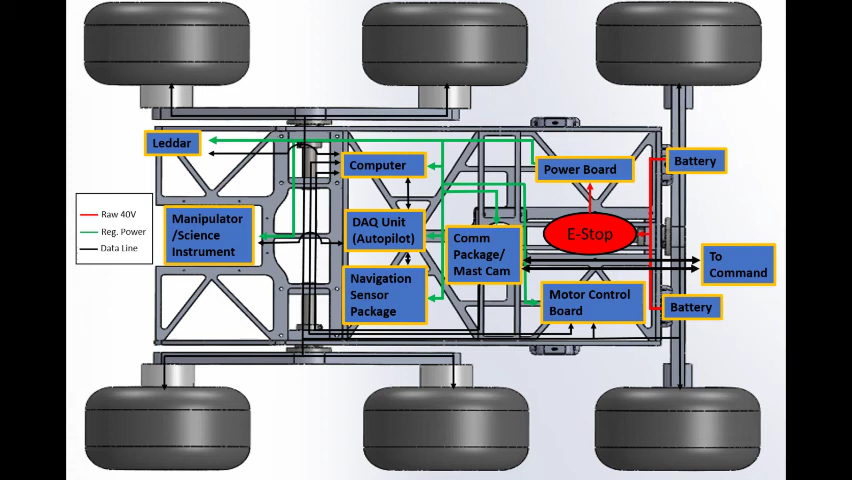 Leddar
Computer
Power Board
Battery
Raw 40V
Reg. Power
Data Line
Manipulator
/Science
Instrument
DAQ Unit
(Autopilot)
Comm
Package/
Mast Cam
E-Stop
To
Command
Navigation
Sensor
Package
Motor Control
Board
Battery